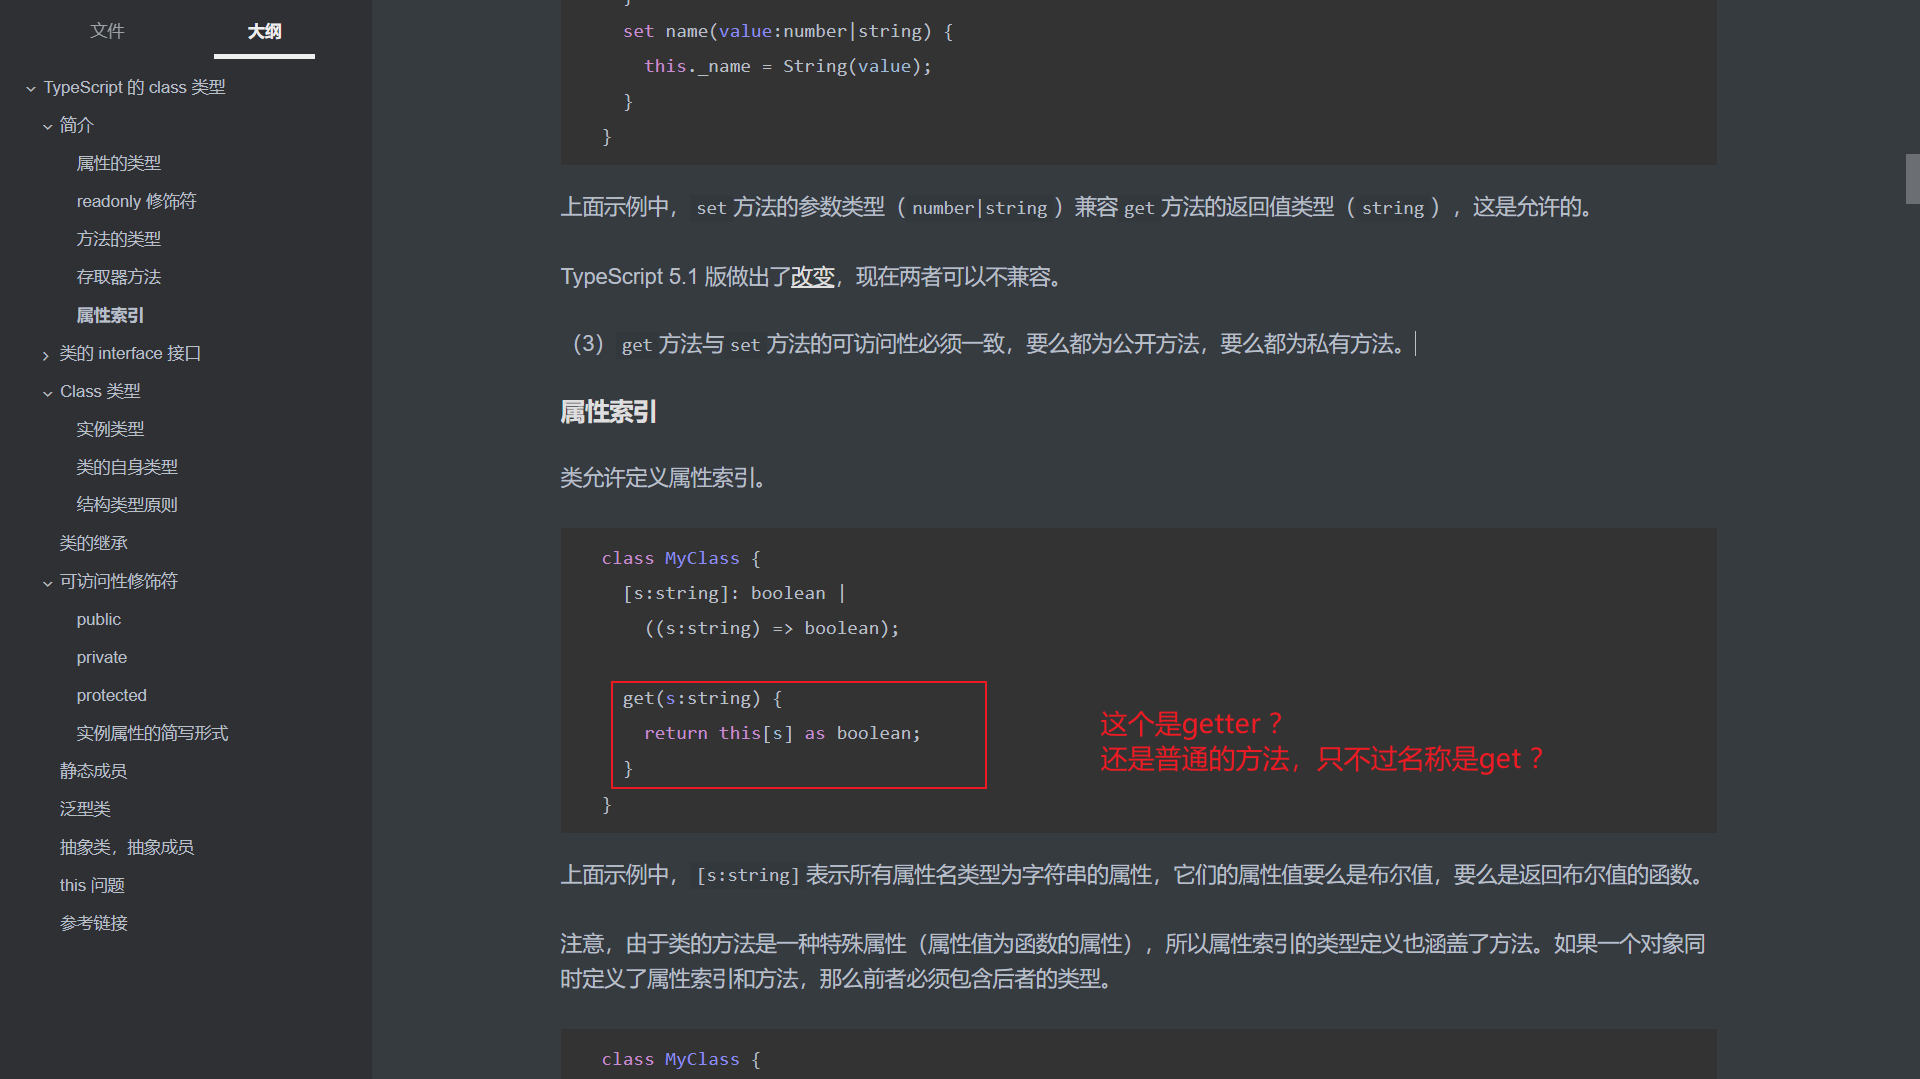 文件
大纲
TypeScript 的 class 类型
简介
属性的类型
readonly 修饰符
方法的类型
存取器方法
属性索引
类的 interface 接口
Class 类型
实例类型
类的自身类型
结构类型原则
类的继承
可访问性修饰符
public
private
protected
实例属性的简写形式
静态成员
泛型类
抽象类，抽象成员
this 问题
参考链接
}
set name(value:number|string) {
this._name = String(value);
}
}
上面示例中， set 方法的参数类型（ number|string ）兼容 get 方法的返回值类型（ string ），这是允许的。
TypeScript 5.1 版做出了改变，现在两者可以不兼容。
（3） get 方法与 set 方法的可访问性必须一致，要么都为公开方法，要么都为私有方法。
属性索引
类允许定义属性索引。
class MyClass {
[s:string]: boolean |
((s:string) => boolean);
get(s:string) {
return this[s] as boolean;
}
}
这个是getter？
还是普通的方法，只不过名称是get？
上面示例中， [s:string] 表示所有属性名类型为字符串的属性，它们的属性值要么是布尔值，要么是返回布尔值的函数。
注意，由于类的方法是一种特殊属性（属性值为函数的属性），所以属性索引的类型定义也涵盖了方法。如果一个对象同
时定义了属性索引和方法，那么前者必须包含后者的类型。
class MyClass {